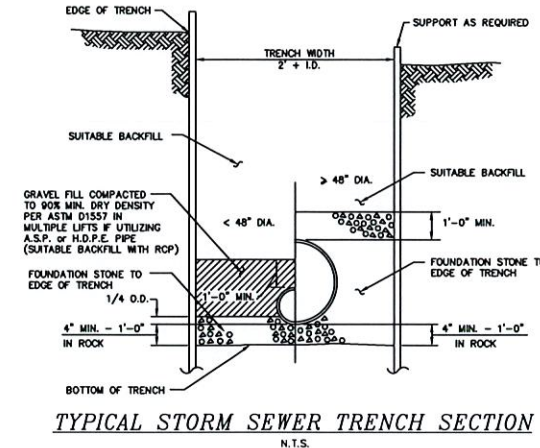 EDGE OF TRENCH
SUPPORT AS REQUIRED
TRENCH WIDTH
2' + I.D.
SUITABLE BACKFILL
≥ 48" DIA.
SUITABLE BACKFILL
GRAVEL FILL COMPACTED
TO 90% MIN. DRY DENSITY
PER ASTM D1557 IN
MULTIPLE LIFTS IF UTILIZING
A.S.P. or H.D.P.E. PIPE
(SUITABLE BACKFILL WITH RCP)
< 48" DIA.
1'-0" MIN.
FOUNDATION STONE TO
EDGE OF TRENCH
FOUNDATION STONE TO
EDGE OF TRENCH
1/4 O.D.
1'-0" MIN.
4" MIN. - 1'-0"
IN ROCK
4" MIN. - 1'-0"
IN ROCK
BOTTOM OF TRENCH
TYPICAL STORM SEWER TRENCH SECTION
N.T.S.